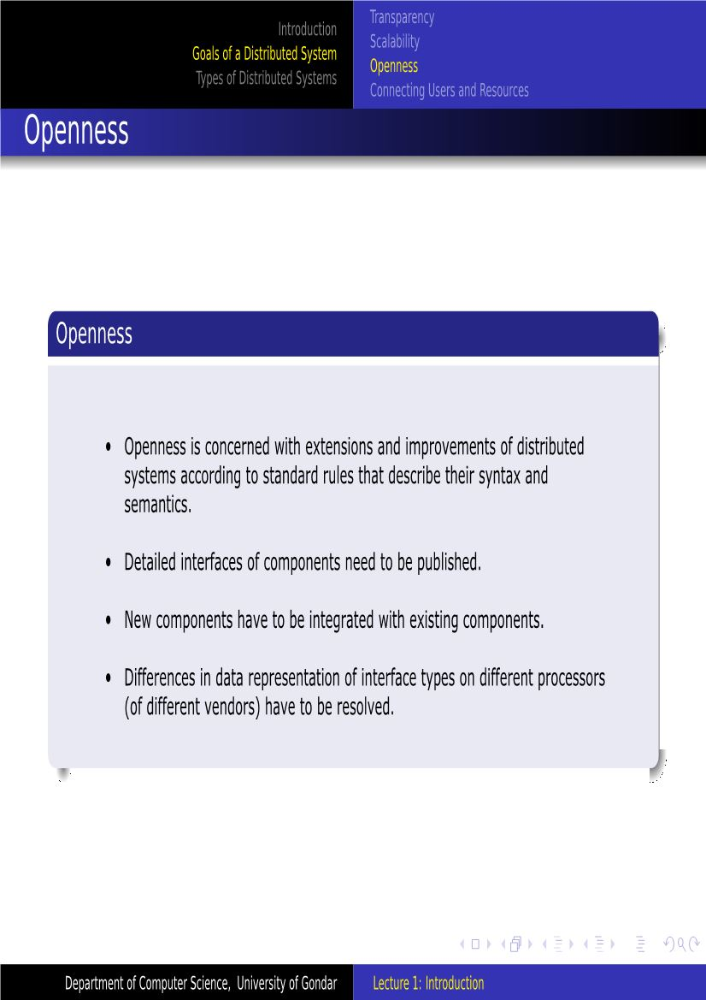 Introduction
Goals of a Distributed System
Types of Distributed Systems
Transparency
Scalability
Openness
Connecting Users and Resources
Openness
Openness
• Openness is concerned with extensions and improvements of distributed
systems according to standard rules that describe their syntax and
semantics.
• Detailed interfaces of components need to be published.
• New components have to be integrated with existing components.
• Differences in data representation of interface types on different processors
(of different vendors) have to be resolved.
Department of Computer Science, University of Gondar
Lecture 1: Introduction